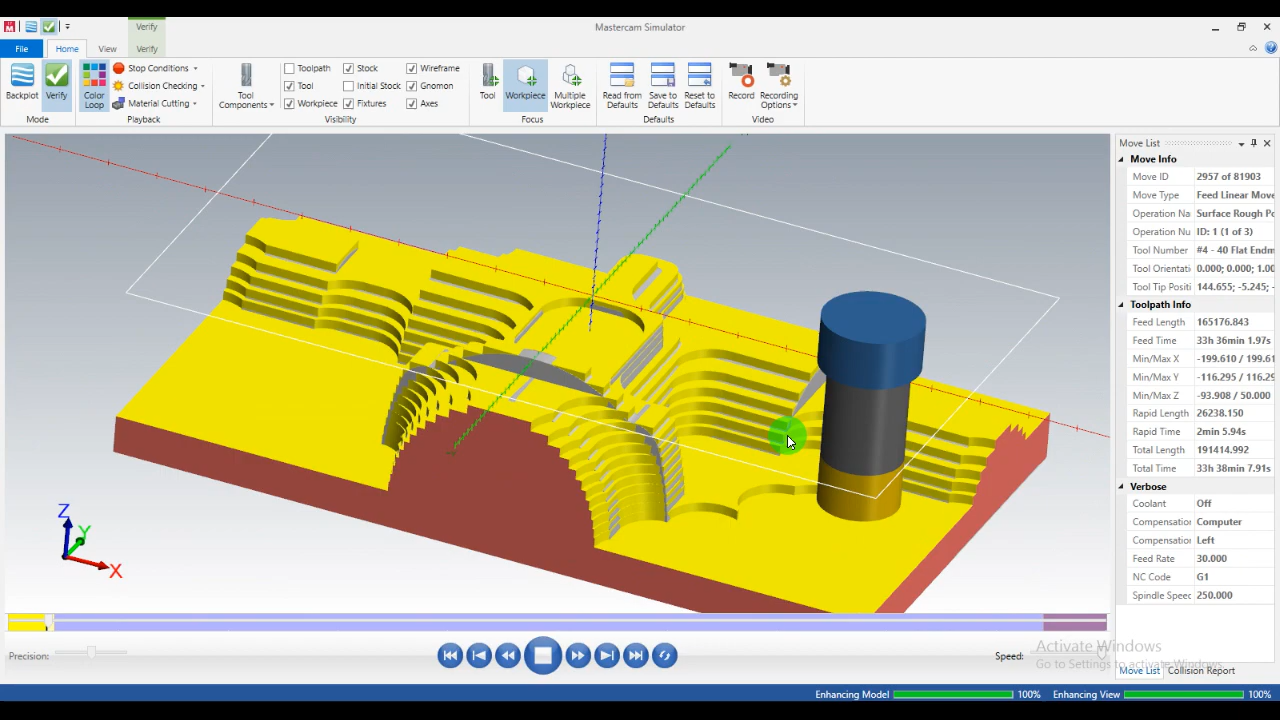 Verify
Mastercam Simulator
File
Home
View
Verify
Backplot
Verify
Mode
Color Loop
Stop Conditions
Collision Checking
Material Cutting
Playback
Tool Components
Toolpath
Tool
Workpiece
Stock
Initial Stock
Fixtures
Wireframe
Gnomon
Axes
Visibility
Tool
Workpiece
Multiple Workpiece
Focus
Read from Defaults
Save to Defaults
Reset to Defaults
Defaults
Record
Recording Options
Video
Move List
Move Info
Move ID 2957 of 81903
Move Type Feed Linear Move
Operation Na Surface Rough Po
Operation Nu ID: 1 (1 of 3)
Tool Number #4 - 40 Flat Endm
Tool Orientati 0.000; 0.000; 1.00
Tool Tip Positi 144.655; -5.245; -
Toolpath Info
Feed Length 165176.843
Feed Time 33h 36min 1.97s
Min/Max X -199.610 / 199.61
Min/Max Y -116.295 / 116.29
Min/Max Z -93.908 / 50.000
Rapid Length 26238.150
Rapid Time 2min 5.94s
Total Length 191414.992
Total Time 33h 38min 7.91s
Verbose
Coolant Off
Compensation Computer
Compensation Left
Feed Rate 30.000
NC Code G1
Spindle Speed 250.000
Z
Y
X
Precision:
Speed:
Activate Windows
Go to Settings to activate Windows.
Move List
Collision Report
Enhancing Model 100%
Enhancing View 100%